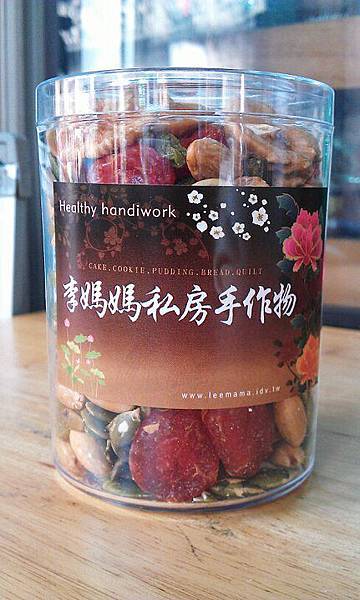 Healthy handiwork
CAKE.COOKIE.PUDDING.BREAD.QUILT
李媽媽私房手作物
www.leemama.idv.tw